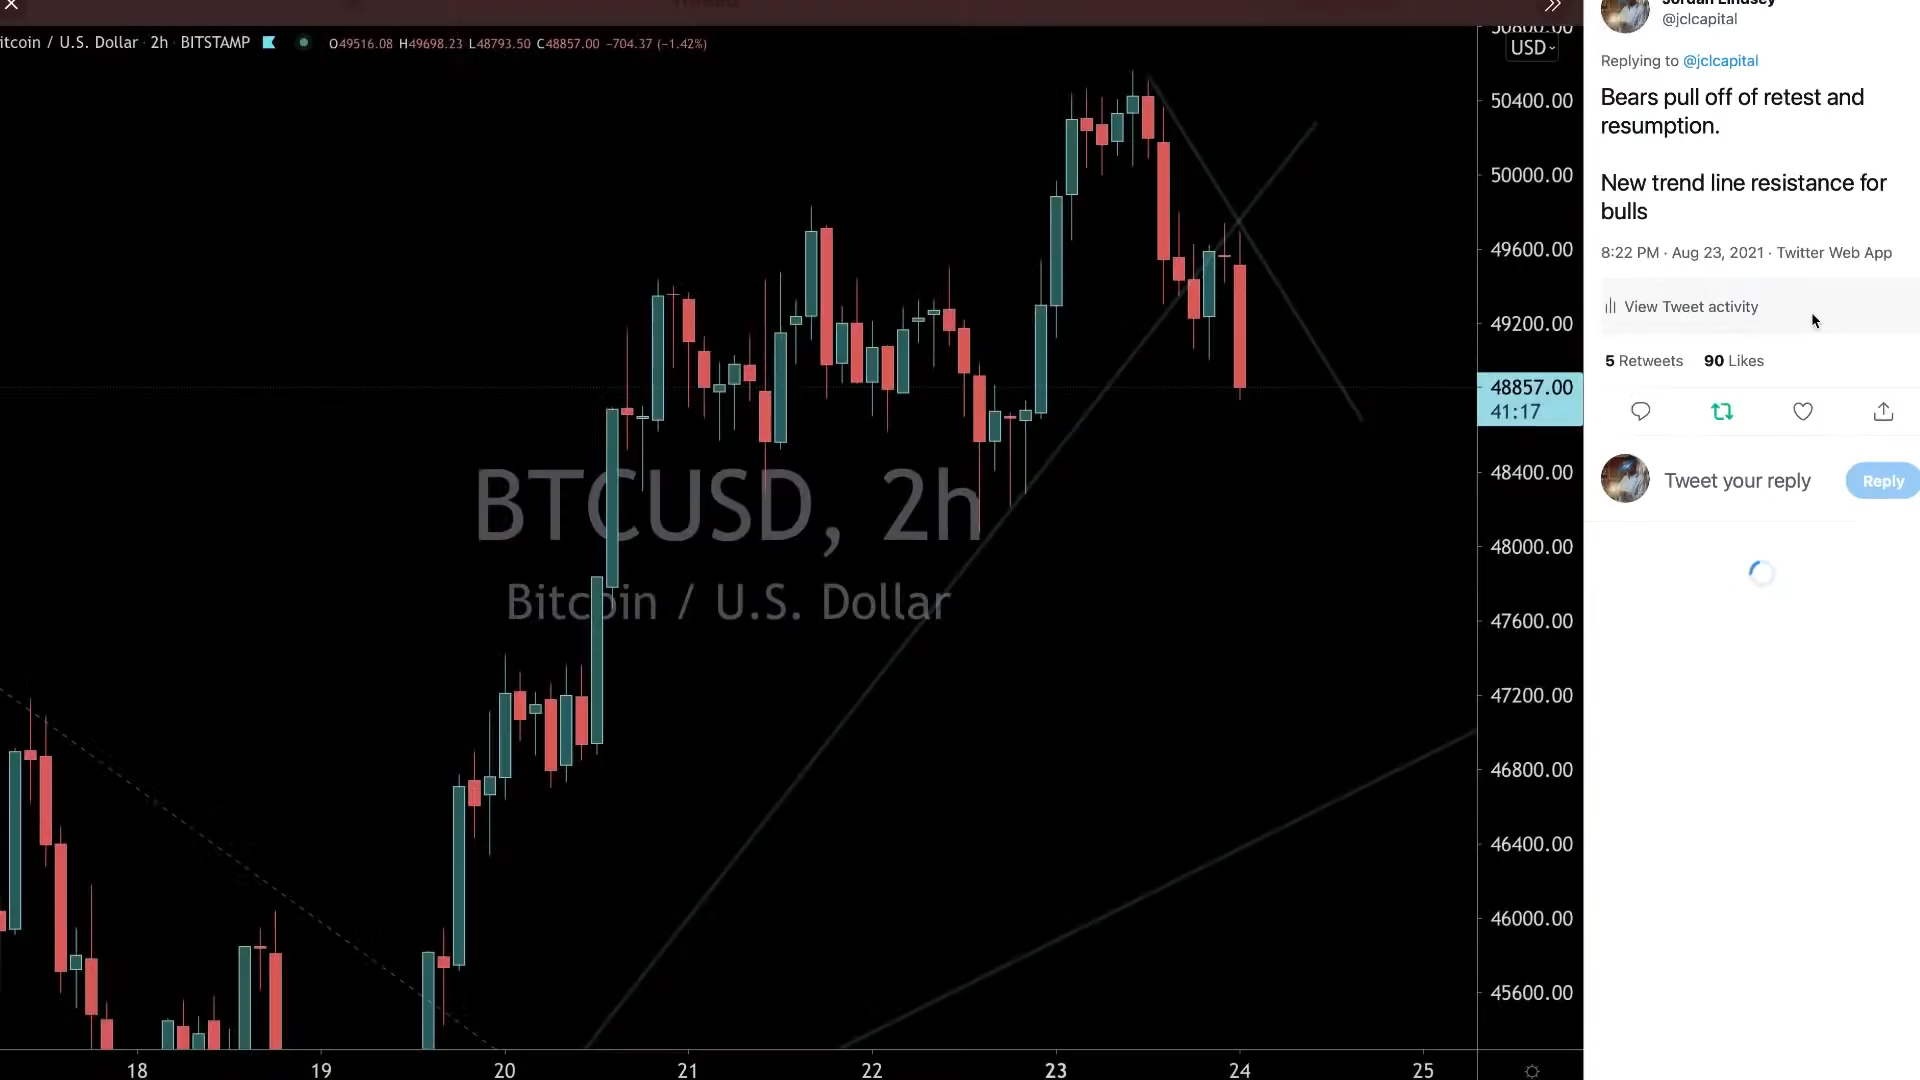 itcoin / U.S. Dollar · 2h · BITSTAMP O49516.08 H49698.23 L48793.50 C48857.00 −704.37 (−1.42%)
USD
50800.00
50400.00
50000.00
49600.00
49200.00
48857.00
41:17
48400.00
48000.00
47600.00
47200.00
46800.00
46400.00
46000.00
45600.00
BTCUSD, 2h
Bitcoin / U.S. Dollar
18 19 20 21 22 23 24 25
Jordan Lindsey
@jclcapital
Replying to @jclcapital
Bears pull off of retest and
resumption.
New trend line resistance for
bulls
8:22 PM · Aug 23, 2021 · Twitter Web App
View Tweet activity
5 Retweets 90 Likes
Tweet your reply
Reply